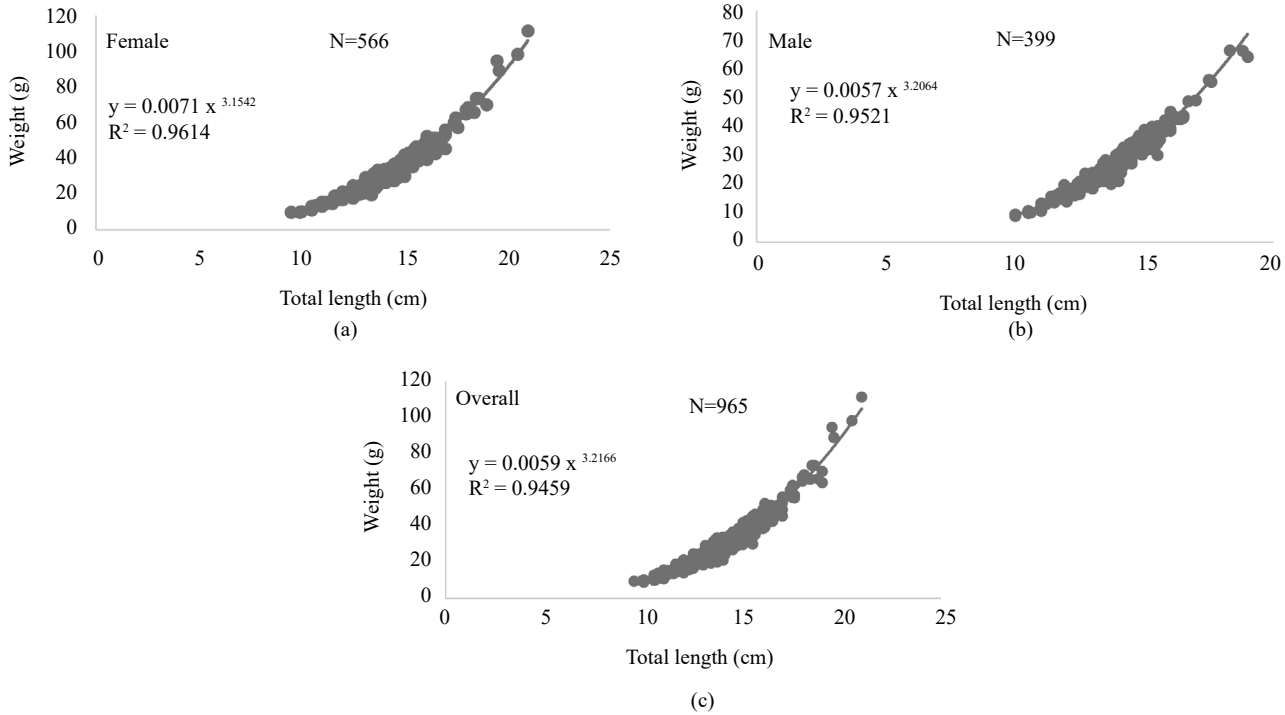 Female
N=566
y = 0.0071 x 3.1542
R2 = 0.9614
Weight (g)
120
100
80
60
40
20
0
0 5 10 15 20 25
Total length (cm)
(a)
Male
N=399
y = 0.0057 x 3.2064
R2 = 0.9521
Weight (g)
80
70
60
50
40
30
20
10
0
0 5 10 15 20
Total length (cm)
(b)
Overall
N=965
y = 0.0059 x 3.2166
R2 = 0.9459
Weight (g)
120
100
80
60
40
20
0
0 5 10 15 20 25
Total length (cm)
(c)